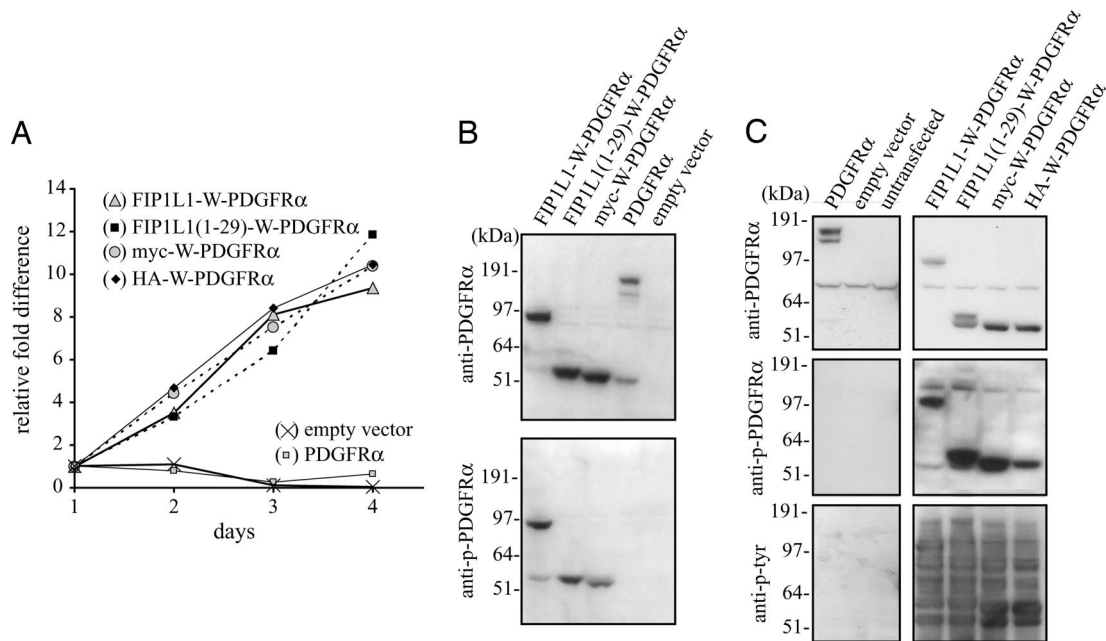 A
14
12
10
8
6
4
2
1
0
relative fold difference
FIP1L1-W-PDGFRα
FIP1L1(1-29)-W-PDGFRα
myc-W-PDGFRα
HA-W-PDGFRα
empty vector
PDGFRα
1 2 3 4
days
B
FIP1L1-W-PDGFRα
FIP1L1(1-29)-W-PDGFRα
myc-W-PDGFRα
PDGFRα
empty vector
(kDa)
191-
97-
64-
51-
anti-PDGFRα
191-
97-
64-
51-
anti-p-PDGFRα
C
PDGFRα
empty vector
untransfected
FIP1L1-W-PDGFRα
FIP1L1(1-29)-W-PDGFRα
myc-W-PDGFRα
HA-W-PDGFRα
(kDa)
191-
97-
64-
51-
anti-PDGFRα
191-
97-
64-
51-
anti-p-PDGFRα
191-
97-
64-
51-
anti-p-tyr